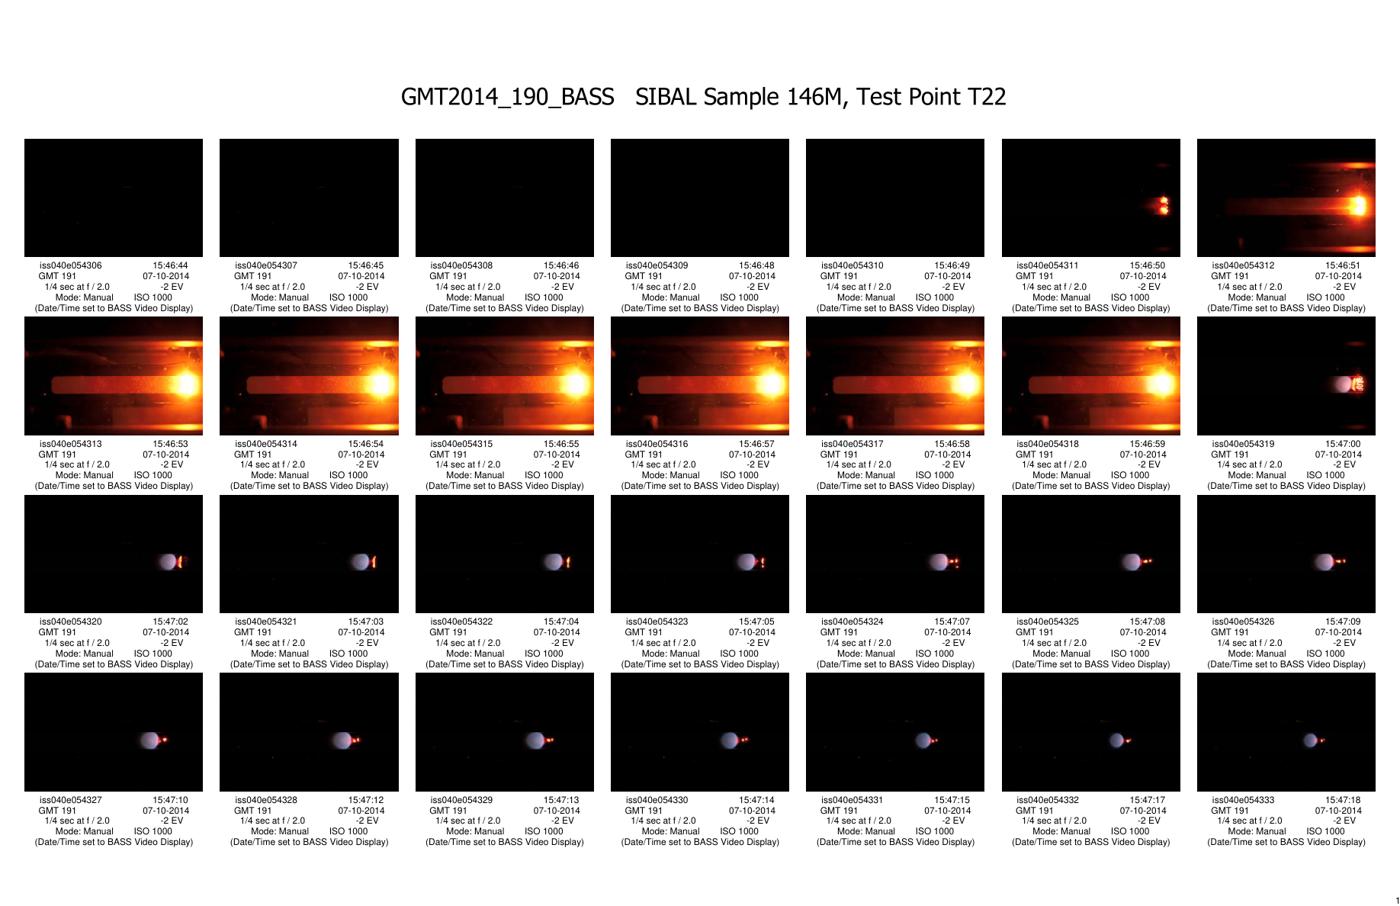 GMT2014_190_BASS SIBAL Sample 146M, Test Point T22
iss040e054306 15:46:44
GMT 191 07-10-2014
1/4 sec at f / 2.0 -2 EV
Mode: Manual ISO 1000
(Date/Time set to BASS Video Display)
iss040e054307 15:46:45
GMT 191 07-10-2014
1/4 sec at f / 2.0 -2 EV
Mode: Manual ISO 1000
(Date/Time set to BASS Video Display)
iss040e054308 15:46:46
GMT 191 07-10-2014
1/4 sec at f / 2.0 -2 EV
Mode: Manual ISO 1000
(Date/Time set to BASS Video Display)
iss040e054309 15:46:48
GMT 191 07-10-2014
1/4 sec at f / 2.0 -2 EV
Mode: Manual ISO 1000
(Date/Time set to BASS Video Display)
iss040e054310 15:46:49
GMT 191 07-10-2014
1/4 sec at f / 2.0 -2 EV
Mode: Manual ISO 1000
(Date/Time set to BASS Video Display)
iss040e054311 15:46:50
GMT 191 07-10-2014
1/4 sec at f / 2.0 -2 EV
Mode: Manual ISO 1000
(Date/Time set to BASS Video Display)
iss040e054312 15:46:51
GMT 191 07-10-2014
1/4 sec at f / 2.0 -2 EV
Mode: Manual ISO 1000
(Date/Time set to BASS Video Display)
iss040e054313 15:46:53
GMT 191 07-10-2014
1/4 sec at f / 2.0 -2 EV
Mode: Manual ISO 1000
(Date/Time set to BASS Video Display)
iss040e054314 15:46:54
GMT 191 07-10-2014
1/4 sec at f / 2.0 -2 EV
Mode: Manual ISO 1000
(Date/Time set to BASS Video Display)
iss040e054315 15:46:55
GMT 191 07-10-2014
1/4 sec at f / 2.0 -2 EV
Mode: Manual ISO 1000
(Date/Time set to BASS Video Display)
iss040e054316 15:46:57
GMT 191 07-10-2014
1/4 sec at f / 2.0 -2 EV
Mode: Manual ISO 1000
(Date/Time set to BASS Video Display)
iss040e054317 15:46:58
GMT 191 07-10-2014
1/4 sec at f / 2.0 -2 EV
Mode: Manual ISO 1000
(Date/Time set to BASS Video Display)
iss040e054318 15:46:59
GMT 191 07-10-2014
1/4 sec at f / 2.0 -2 EV
Mode: Manual ISO 1000
(Date/Time set to BASS Video Display)
iss040e054319 15:47:00
GMT 191 07-10-2014
1/4 sec at f / 2.0 -2 EV
Mode: Manual ISO 1000
(Date/Time set to BASS Video Display)
iss040e054320 15:47:02
GMT 191 07-10-2014
1/4 sec at f / 2.0 -2 EV
Mode: Manual ISO 1000
(Date/Time set to BASS Video Display)
iss040e054321 15:47:03
GMT 191 07-10-2014
1/4 sec at f / 2.0 -2 EV
Mode: Manual ISO 1000
(Date/Time set to BASS Video Display)
iss040e054322 15:47:04
GMT 191 07-10-2014
1/4 sec at f / 2.0 -2 EV
Mode: Manual ISO 1000
(Date/Time set to BASS Video Display)
iss040e054323 15:47:05
GMT 191 07-10-2014
1/4 sec at f / 2.0 -2 EV
Mode: Manual ISO 1000
(Date/Time set to BASS Video Display)
iss040e054324 15:47:07
GMT 191 07-10-2014
1/4 sec at f / 2.0 -2 EV
Mode: Manual ISO 1000
(Date/Time set to BASS Video Display)
iss040e054325 15:47:08
GMT 191 07-10-2014
1/4 sec at f / 2.0 -2 EV
Mode: Manual ISO 1000
(Date/Time set to BASS Video Display)
iss040e054326 15:47:09
GMT 191 07-10-2014
1/4 sec at f / 2.0 -2 EV
Mode: Manual ISO 1000
(Date/Time set to BASS Video Display)
iss040e054327 15:47:10
GMT 191 07-10-2014
1/4 sec at f / 2.0 -2 EV
Mode: Manual ISO 1000
(Date/Time set to BASS Video Display)
iss040e054328 15:47:12
GMT 191 07-10-2014
1/4 sec at f / 2.0 -2 EV
Mode: Manual ISO 1000
(Date/Time set to BASS Video Display)
iss040e054329 15:47:13
GMT 191 07-10-2014
1/4 sec at f / 2.0 -2 EV
Mode: Manual ISO 1000
(Date/Time set to BASS Video Display)
iss040e054330 15:47:14
GMT 191 07-10-2014
1/4 sec at f / 2.0 -2 EV
Mode: Manual ISO 1000
(Date/Time set to BASS Video Display)
iss040e054331 15:47:15
GMT 191 07-10-2014
1/4 sec at f / 2.0 -2 EV
Mode: Manual ISO 1000
(Date/Time set to BASS Video Display)
iss040e054332 15:47:17
GMT 191 07-10-2014
1/4 sec at f / 2.0 -2 EV
Mode: Manual ISO 1000
(Date/Time set to BASS Video Display)
iss040e054333 15:47:18
GMT 191 07-10-2014
1/4 sec at f / 2.0 -2 EV
Mode: Manual ISO 1000
(Date/Time set to BASS Video Display)